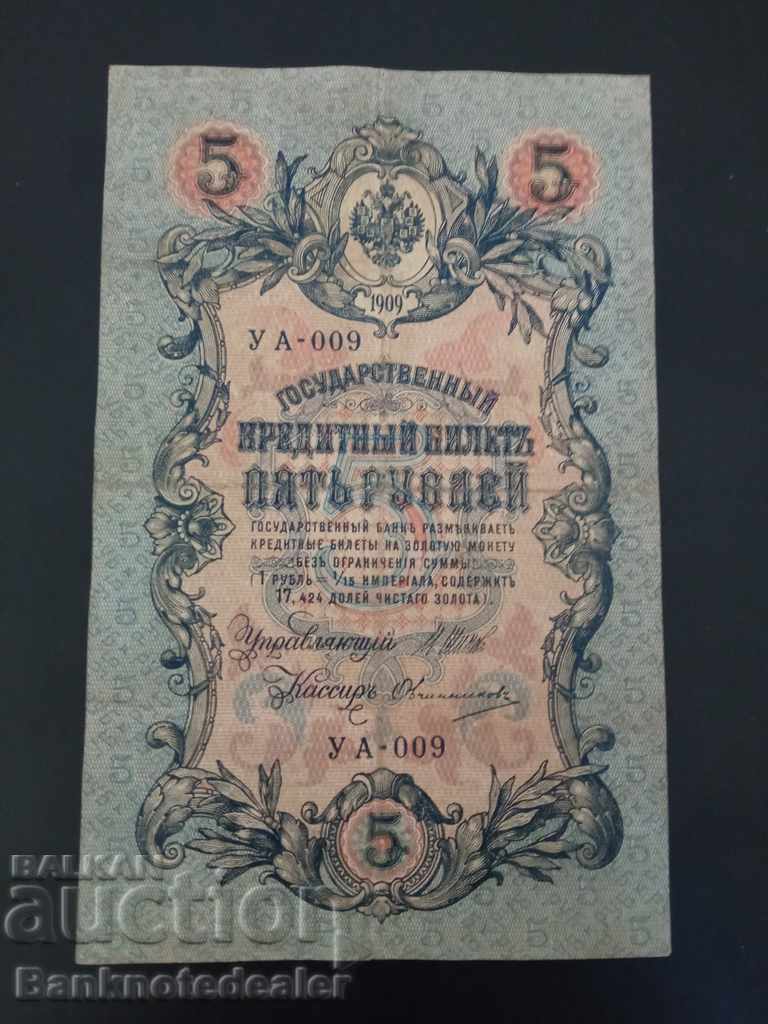 5 5
1909
УА-009
ГОСУДАРСТВЕННЫЙ
КРЕДИТНЫЙ БИЛЕТЪ
ПЯТЬ РУБЛЕЙ
ГОСУДАРСТВЕННЫЙ БАНКЪ РАЗМѢНИВАЕТЪ
КРЕДИТНЫЕ БИЛЕТЫ НА ЗОЛОТУЮ МОНЕТУ
БЕЗЪ ОГРАНИЧЕНІЯ СУММЫ
(1 РУБЛЬ = 1/15 ИМПЕРІАЛА, СОДЕРЖИТЪ
17,424 ДОЛЕЙ ЧИСТАГО ЗОЛОТА).
Управляющій
Кассиръ Овчинниковъ
УА-009
5
BALKAN
auction
Banknotedealer